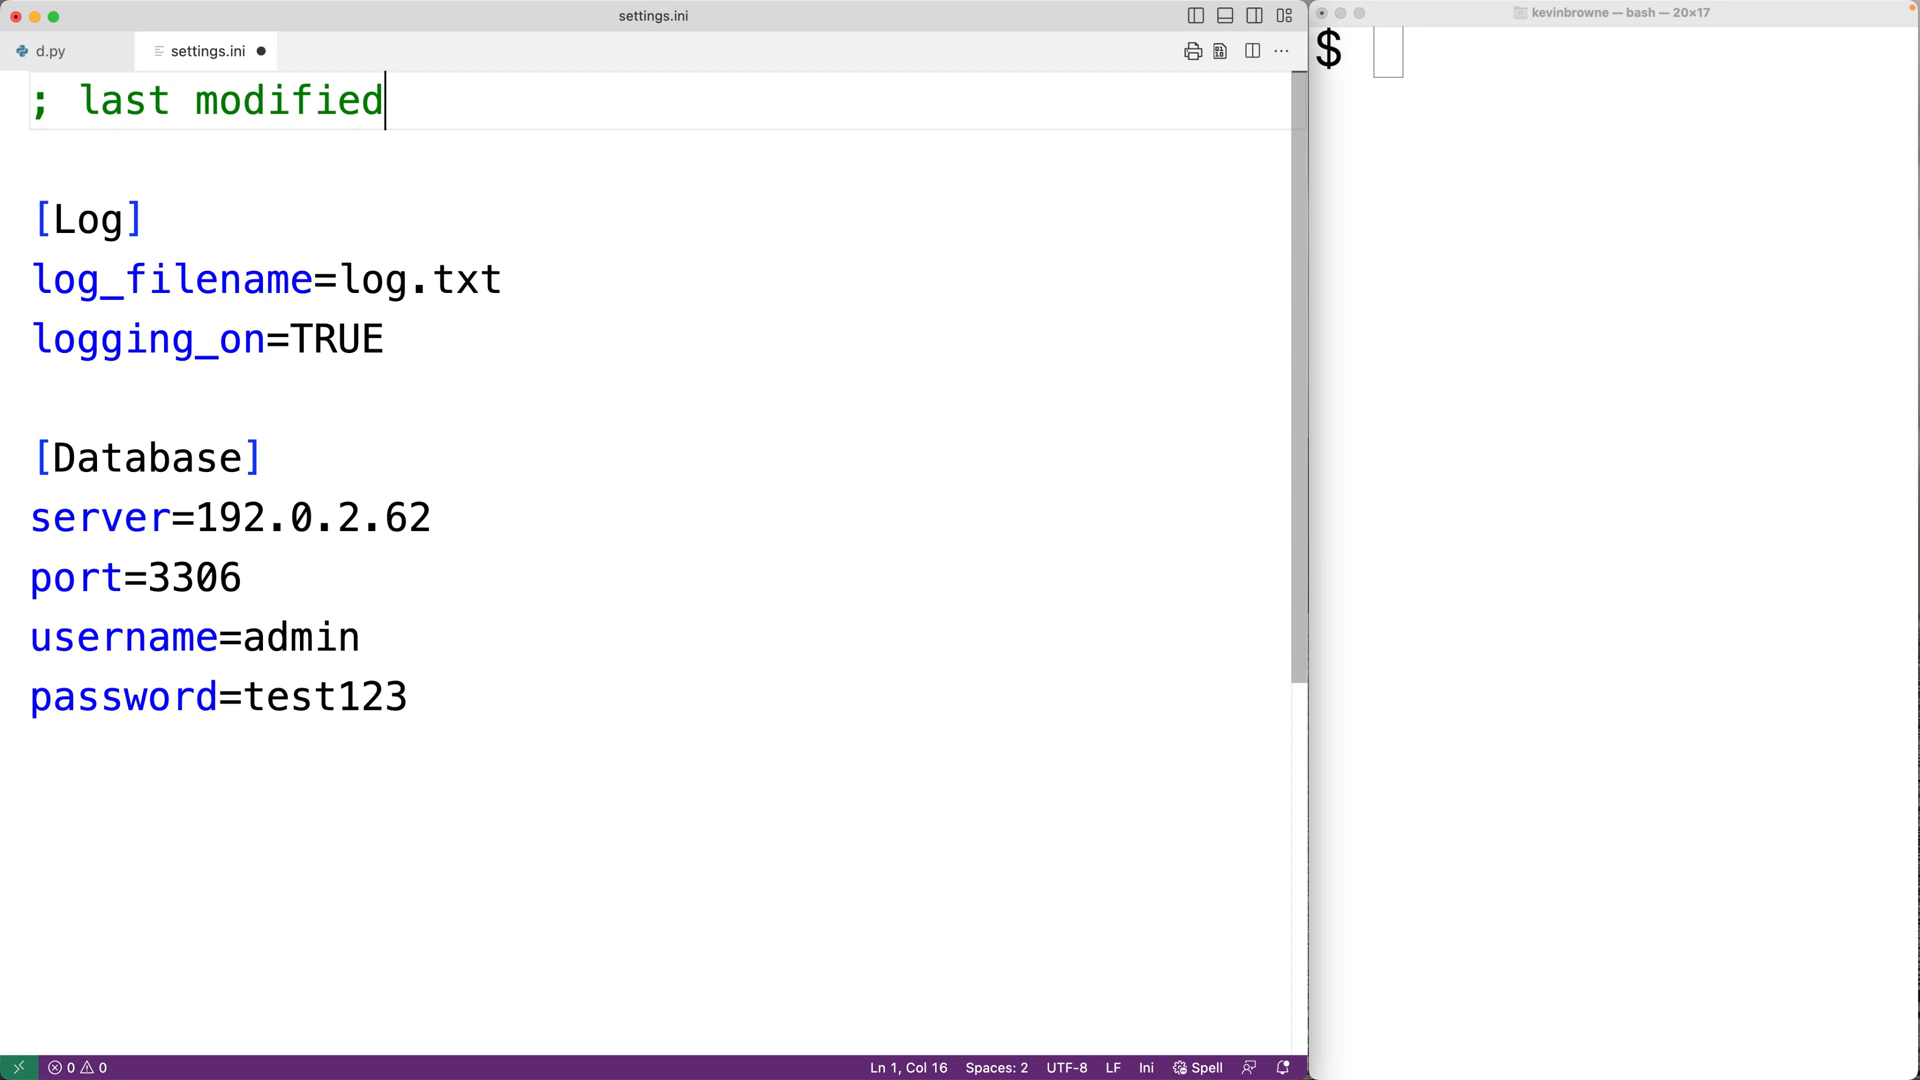 settings.ini
kevinbrowne — bash — 20×17
d.py
settings.ini
$
; last modified
[Log]
log_filename=log.txt
logging_on=TRUE
[Database]
server=192.0.2.62
port=3306
username=admin
password=test123
0 0
Ln 1, Col 16 Spaces: 2 UTF-8 LF Ini Spell